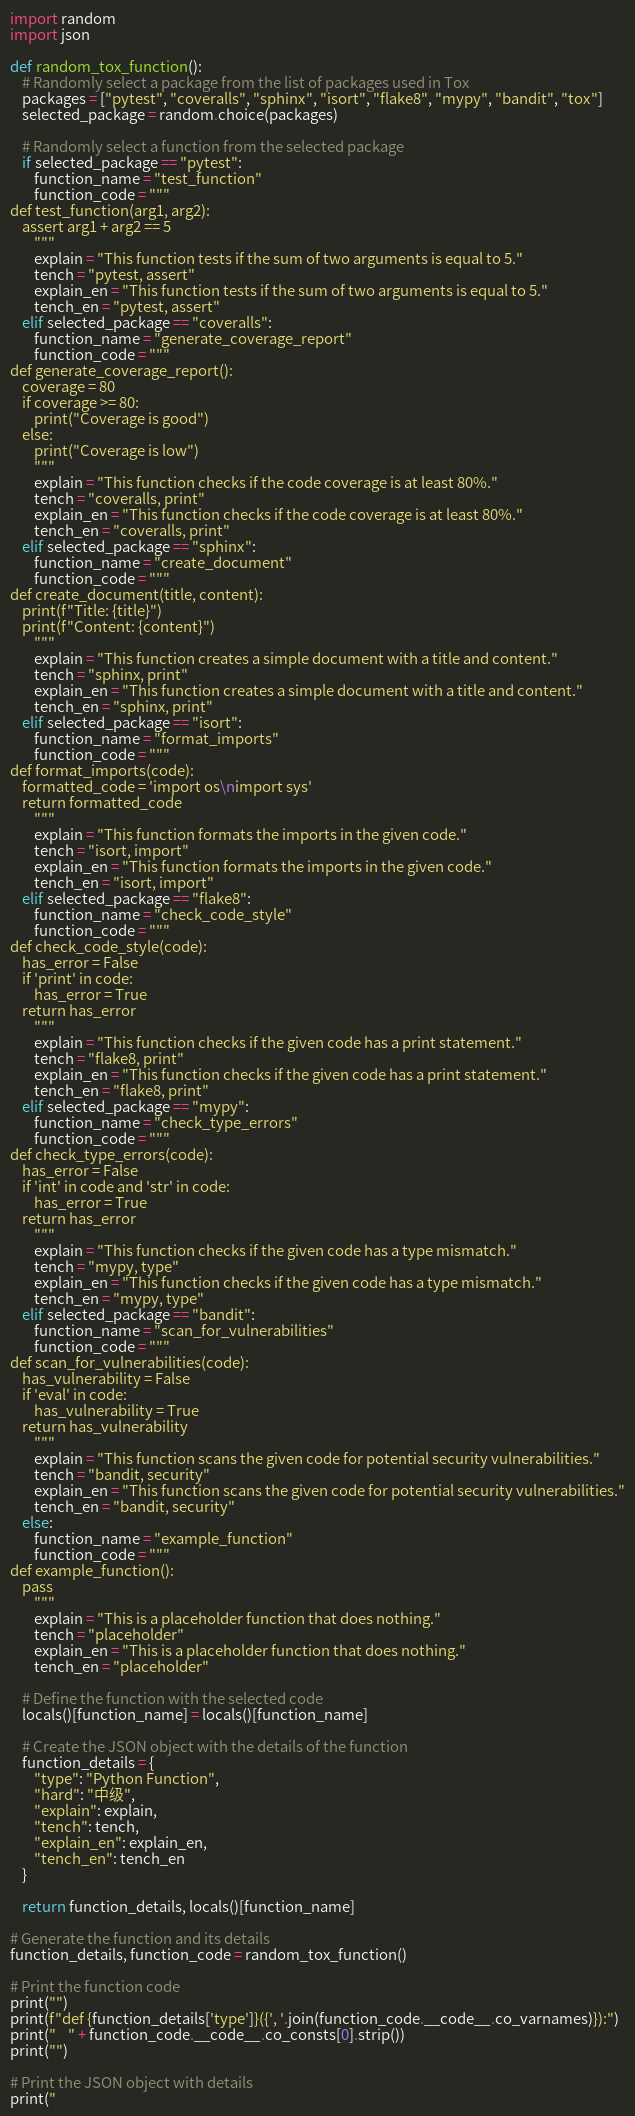 import random
import json

def random_tox_function():
    # Randomly select a package from the list of packages used in Tox
    packages = ["pytest", "coveralls", "sphinx", "isort", "flake8", "mypy", "bandit", "tox"]
    selected_package = random.choice(packages)

    # Randomly select a function from the selected package
    if selected_package == "pytest":
        function_name = "test_function"
        function_code = """
def test_function(arg1, arg2):
    assert arg1 + arg2 == 5
        """
        explain = "This function tests if the sum of two arguments is equal to 5."
        tench = "pytest, assert"
        explain_en = "This function tests if the sum of two arguments is equal to 5."
        tench_en = "pytest, assert"
    elif selected_package == "coveralls":
        function_name = "generate_coverage_report"
        function_code = """
def generate_coverage_report():
    coverage = 80
    if coverage >= 80:
        print("Coverage is good")
    else:
        print("Coverage is low")
        """
        explain = "This function checks if the code coverage is at least 80%."
        tench = "coveralls, print"
        explain_en = "This function checks if the code coverage is at least 80%."
        tench_en = "coveralls, print"
    elif selected_package == "sphinx":
        function_name = "create_document"
        function_code = """
def create_document(title, content):
    print(f"Title: {title}")
    print(f"Content: {content}")
        """
        explain = "This function creates a simple document with a title and content."
        tench = "sphinx, print"
        explain_en = "This function creates a simple document with a title and content."
        tench_en = "sphinx, print"
    elif selected_package == "isort":
        function_name = "format_imports"
        function_code = """
def format_imports(code):
    formatted_code = 'import os\nimport sys'
    return formatted_code
        """
        explain = "This function formats the imports in the given code."
        tench = "isort, import"
        explain_en = "This function formats the imports in the given code."
        tench_en = "isort, import"
    elif selected_package == "flake8":
        function_name = "check_code_style"
        function_code = """
def check_code_style(code):
    has_error = False
    if 'print' in code:
        has_error = True
    return has_error
        """
        explain = "This function checks if the given code has a print statement."
        tench = "flake8, print"
        explain_en = "This function checks if the given code has a print statement."
        tench_en = "flake8, print"
    elif selected_package == "mypy":
        function_name = "check_type_errors"
        function_code = """
def check_type_errors(code):
    has_error = False
    if 'int' in code and 'str' in code:
        has_error = True
    return has_error
        """
        explain = "This function checks if the given code has a type mismatch."
        tench = "mypy, type"
        explain_en = "This function checks if the given code has a type mismatch."
        tench_en = "mypy, type"
    elif selected_package == "bandit":
        function_name = "scan_for_vulnerabilities"
        function_code = """
def scan_for_vulnerabilities(code):
    has_vulnerability = False
    if 'eval' in code:
        has_vulnerability = True
    return has_vulnerability
        """
        explain = "This function scans the given code for potential security vulnerabilities."
        tench = "bandit, security"
        explain_en = "This function scans the given code for potential security vulnerabilities."
        tench_en = "bandit, security"
    else:
        function_name = "example_function"
        function_code = """
def example_function():
    pass
        """
        explain = "This is a placeholder function that does nothing."
        tench = "placeholder"
        explain_en = "This is a placeholder function that does nothing."
        tench_en = "placeholder"

    # Define the function with the selected code
    locals()[function_name] = locals()[function_name]

    # Create the JSON object with the details of the function
    function_details = {
        "type": "Python Function",
        "hard": "中级",
        "explain": explain,
        "tench": tench,
        "explain_en": explain_en,
        "tench_en": tench_en
    }

    return function_details, locals()[function_name]

# Generate the function and its details
function_details, function_code = random_tox_function()

# Print the function code
print("")
print(f"def {function_details['type']}({', '.join(function_code.__code__.co_varnames)}):")
print("    " + function_code.__code__.co_consts[0].strip())
print("")

# Print the JSON object with details
print("